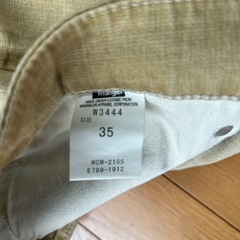 Wrangler
MADE UNDER LICENSE FROM
WRANGLER APPAREL CORPORATION
W3444
SIZE
35
WCM-2155
E789-1912